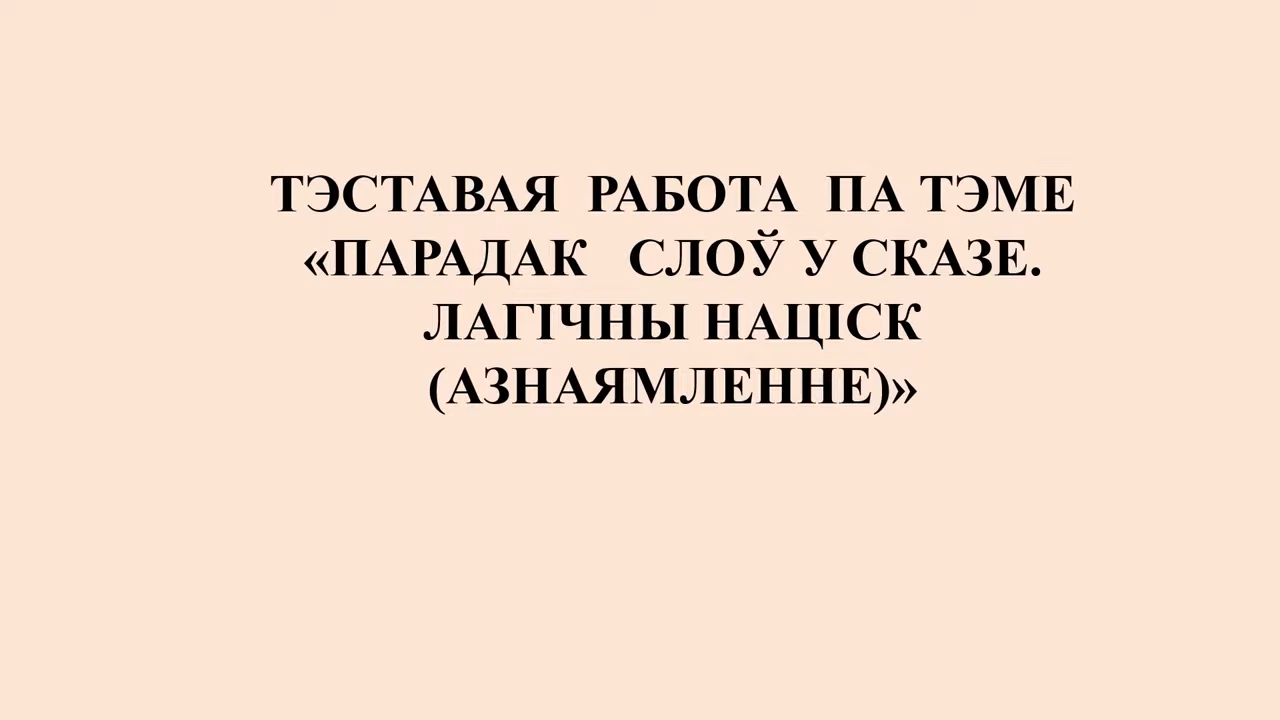 ТЭСТАВАЯ РАБОТА ПА ТЭМЕ
«ПАРАДАК СЛОЎ У СКАЗЕ.
ЛАГІЧНЫ НАЦІСК
(АЗНАЯМЛЕННЕ)»